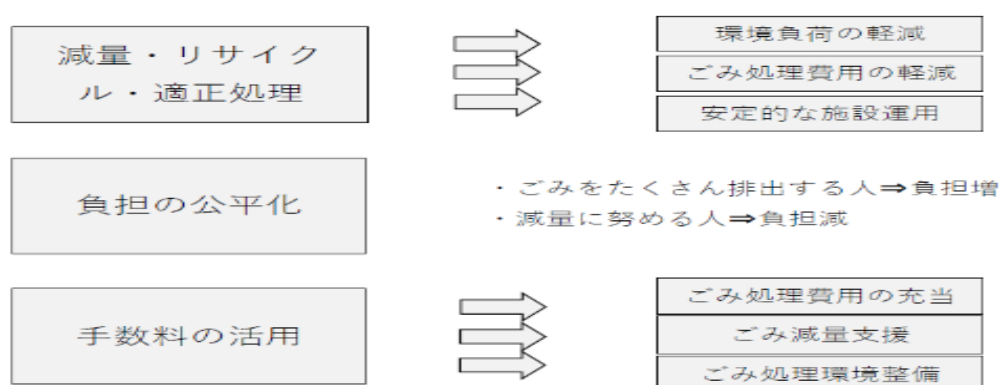 減量・リサイク
ル・適正処理
環境負荷の軽減
ごみ処理費用の軽減
安定的な施設運用
負担の公平化
・ごみをたくさん排出する人⇒負担増
・減量に努める人⇒負担減
手数料の活用
ごみ処理費用の充当
ごみ減量支援
ごみ処理環境整備